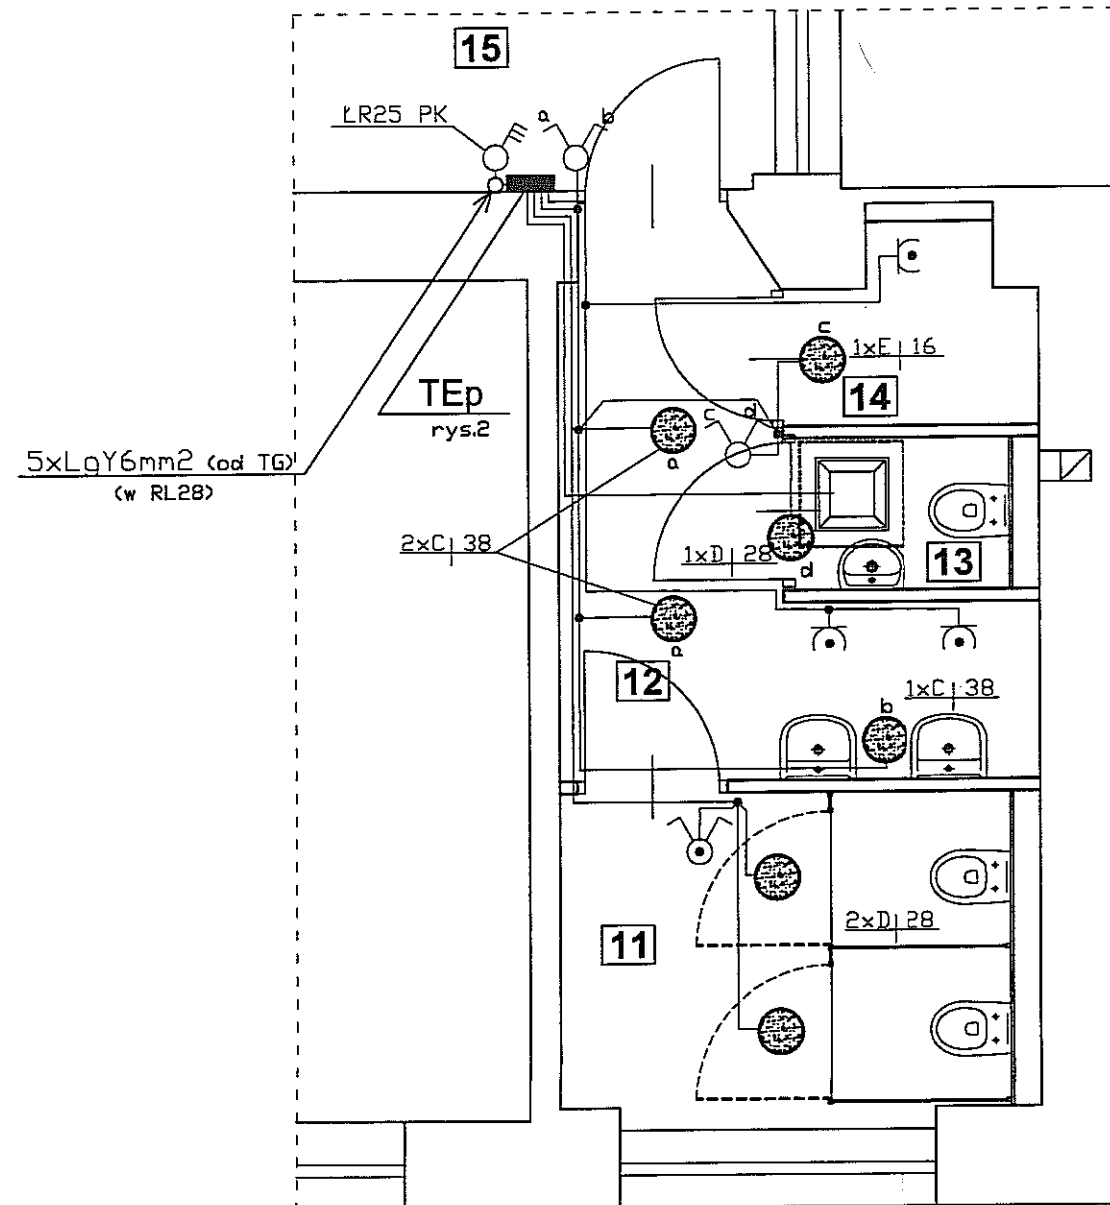 15
ŁR25 PK
a
b
c
1xE 16
14
TEp
rys.2
c
d
a
5xLgY6mm2 (od TG)
(w RL28)
2xC 38
1xD 28
d
13
a
12
1xC 38
b
2xD 28
11